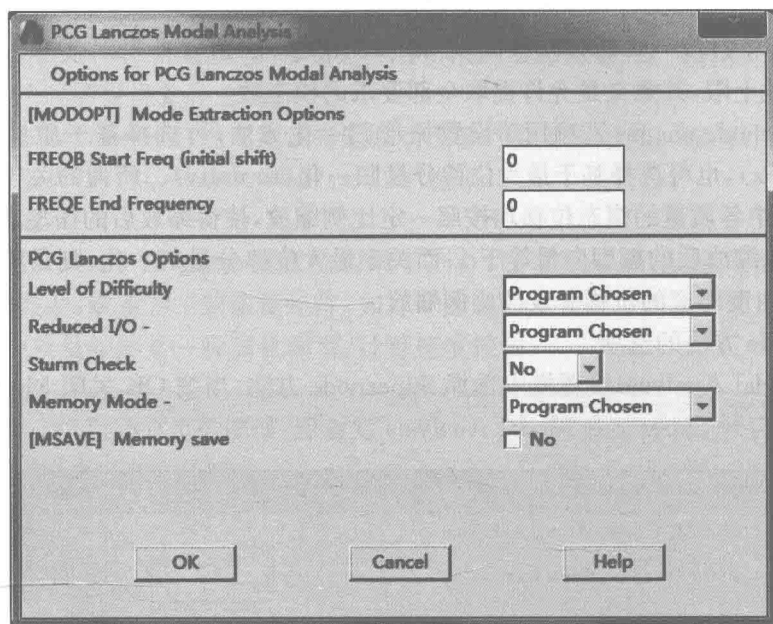 PCG Lanczos Modal Analysis
Options for PCG Lanczos Modal Analysis
[MODOPT] Mode Extraction Options
FREQB Start Freq (initial shift) 0
FREQE End Frequency 0
PCG Lanczos Options
Level of Difficulty Program Chosen
Reduced I/O - Program Chosen
Sturm Check No
Memory Mode - Program Chosen
[MSAVE] Memory save No
OK Cancel Help